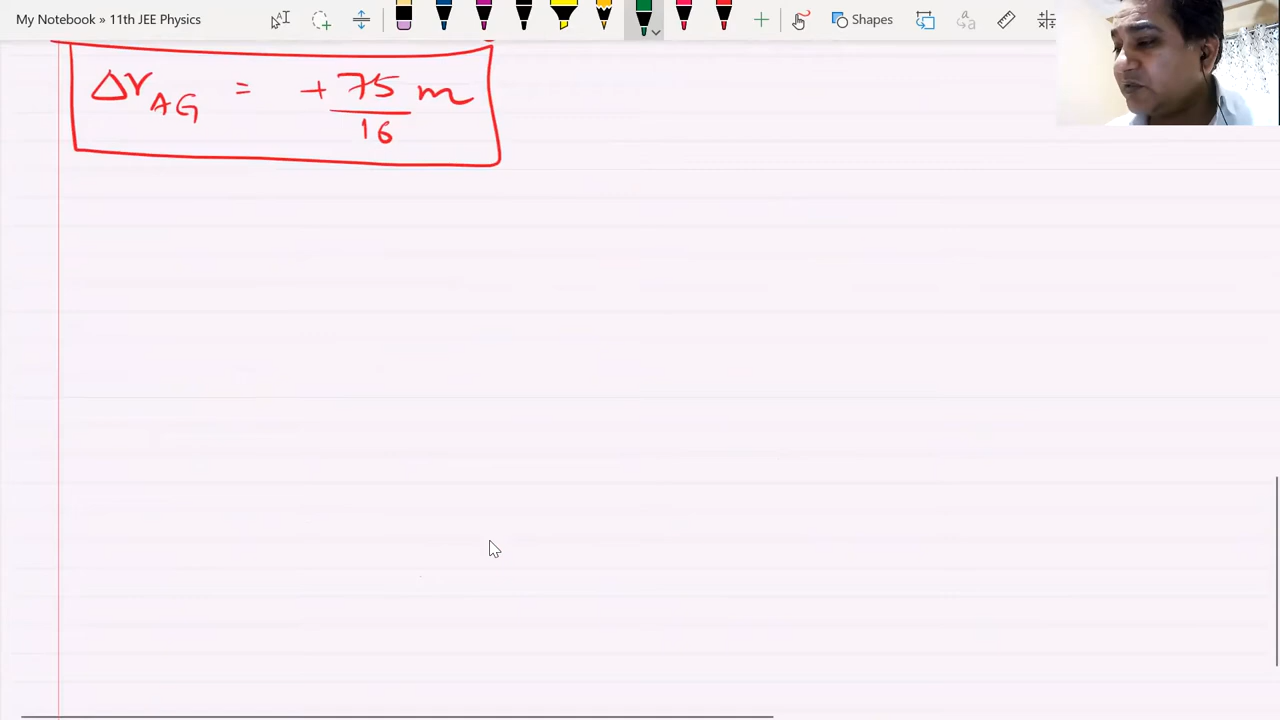 My Notebook » 11th JEE Physics
Shapes
Δr_AG = +75/16 m